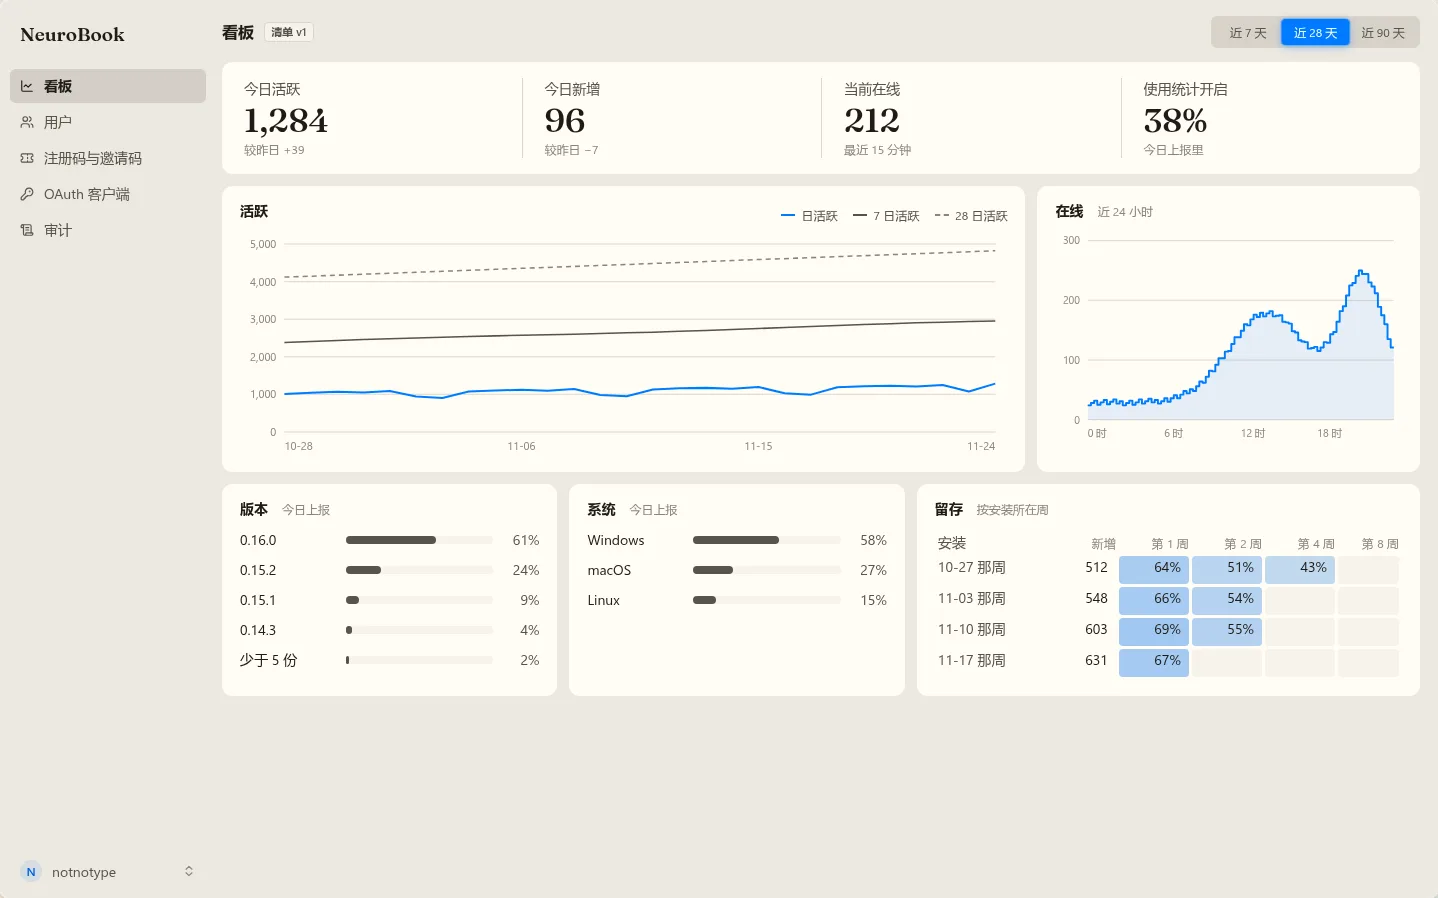 NeuroBook
看板
用户
注册码与邀请码
OAuth 客户端
审计
N notnotype
看板 清单 v1
近 7 天 近 28 天 近 90 天
今日活跃
1,284
较昨日 +39
今日新增
96
较昨日 −7
当前在线
212
最近 15 分钟
使用统计开启
38%
今日上报里
活跃
日活跃 7 日活跃 28 日活跃
5,000
4,000
3,000
2,000
1,000
0
10-28 11-06 11-15 11-24
在线 近 24 小时
300
200
100
0
0 时 6 时 12 时 18 时
版本 今日上报
0.16.0 61%
0.15.2 24%
0.15.1 9%
0.14.3 4%
少于 5 份 2%
系统 今日上报
Windows 58%
macOS 27%
Linux 15%
留存 按安装所在周
安装 新增 第 1 周 第 2 周 第 4 周 第 8 周
10-27 那周 512 64% 51% 43%
11-03 那周 548 66% 54%
11-10 那周 603 69% 55%
11-17 那周 631 67%